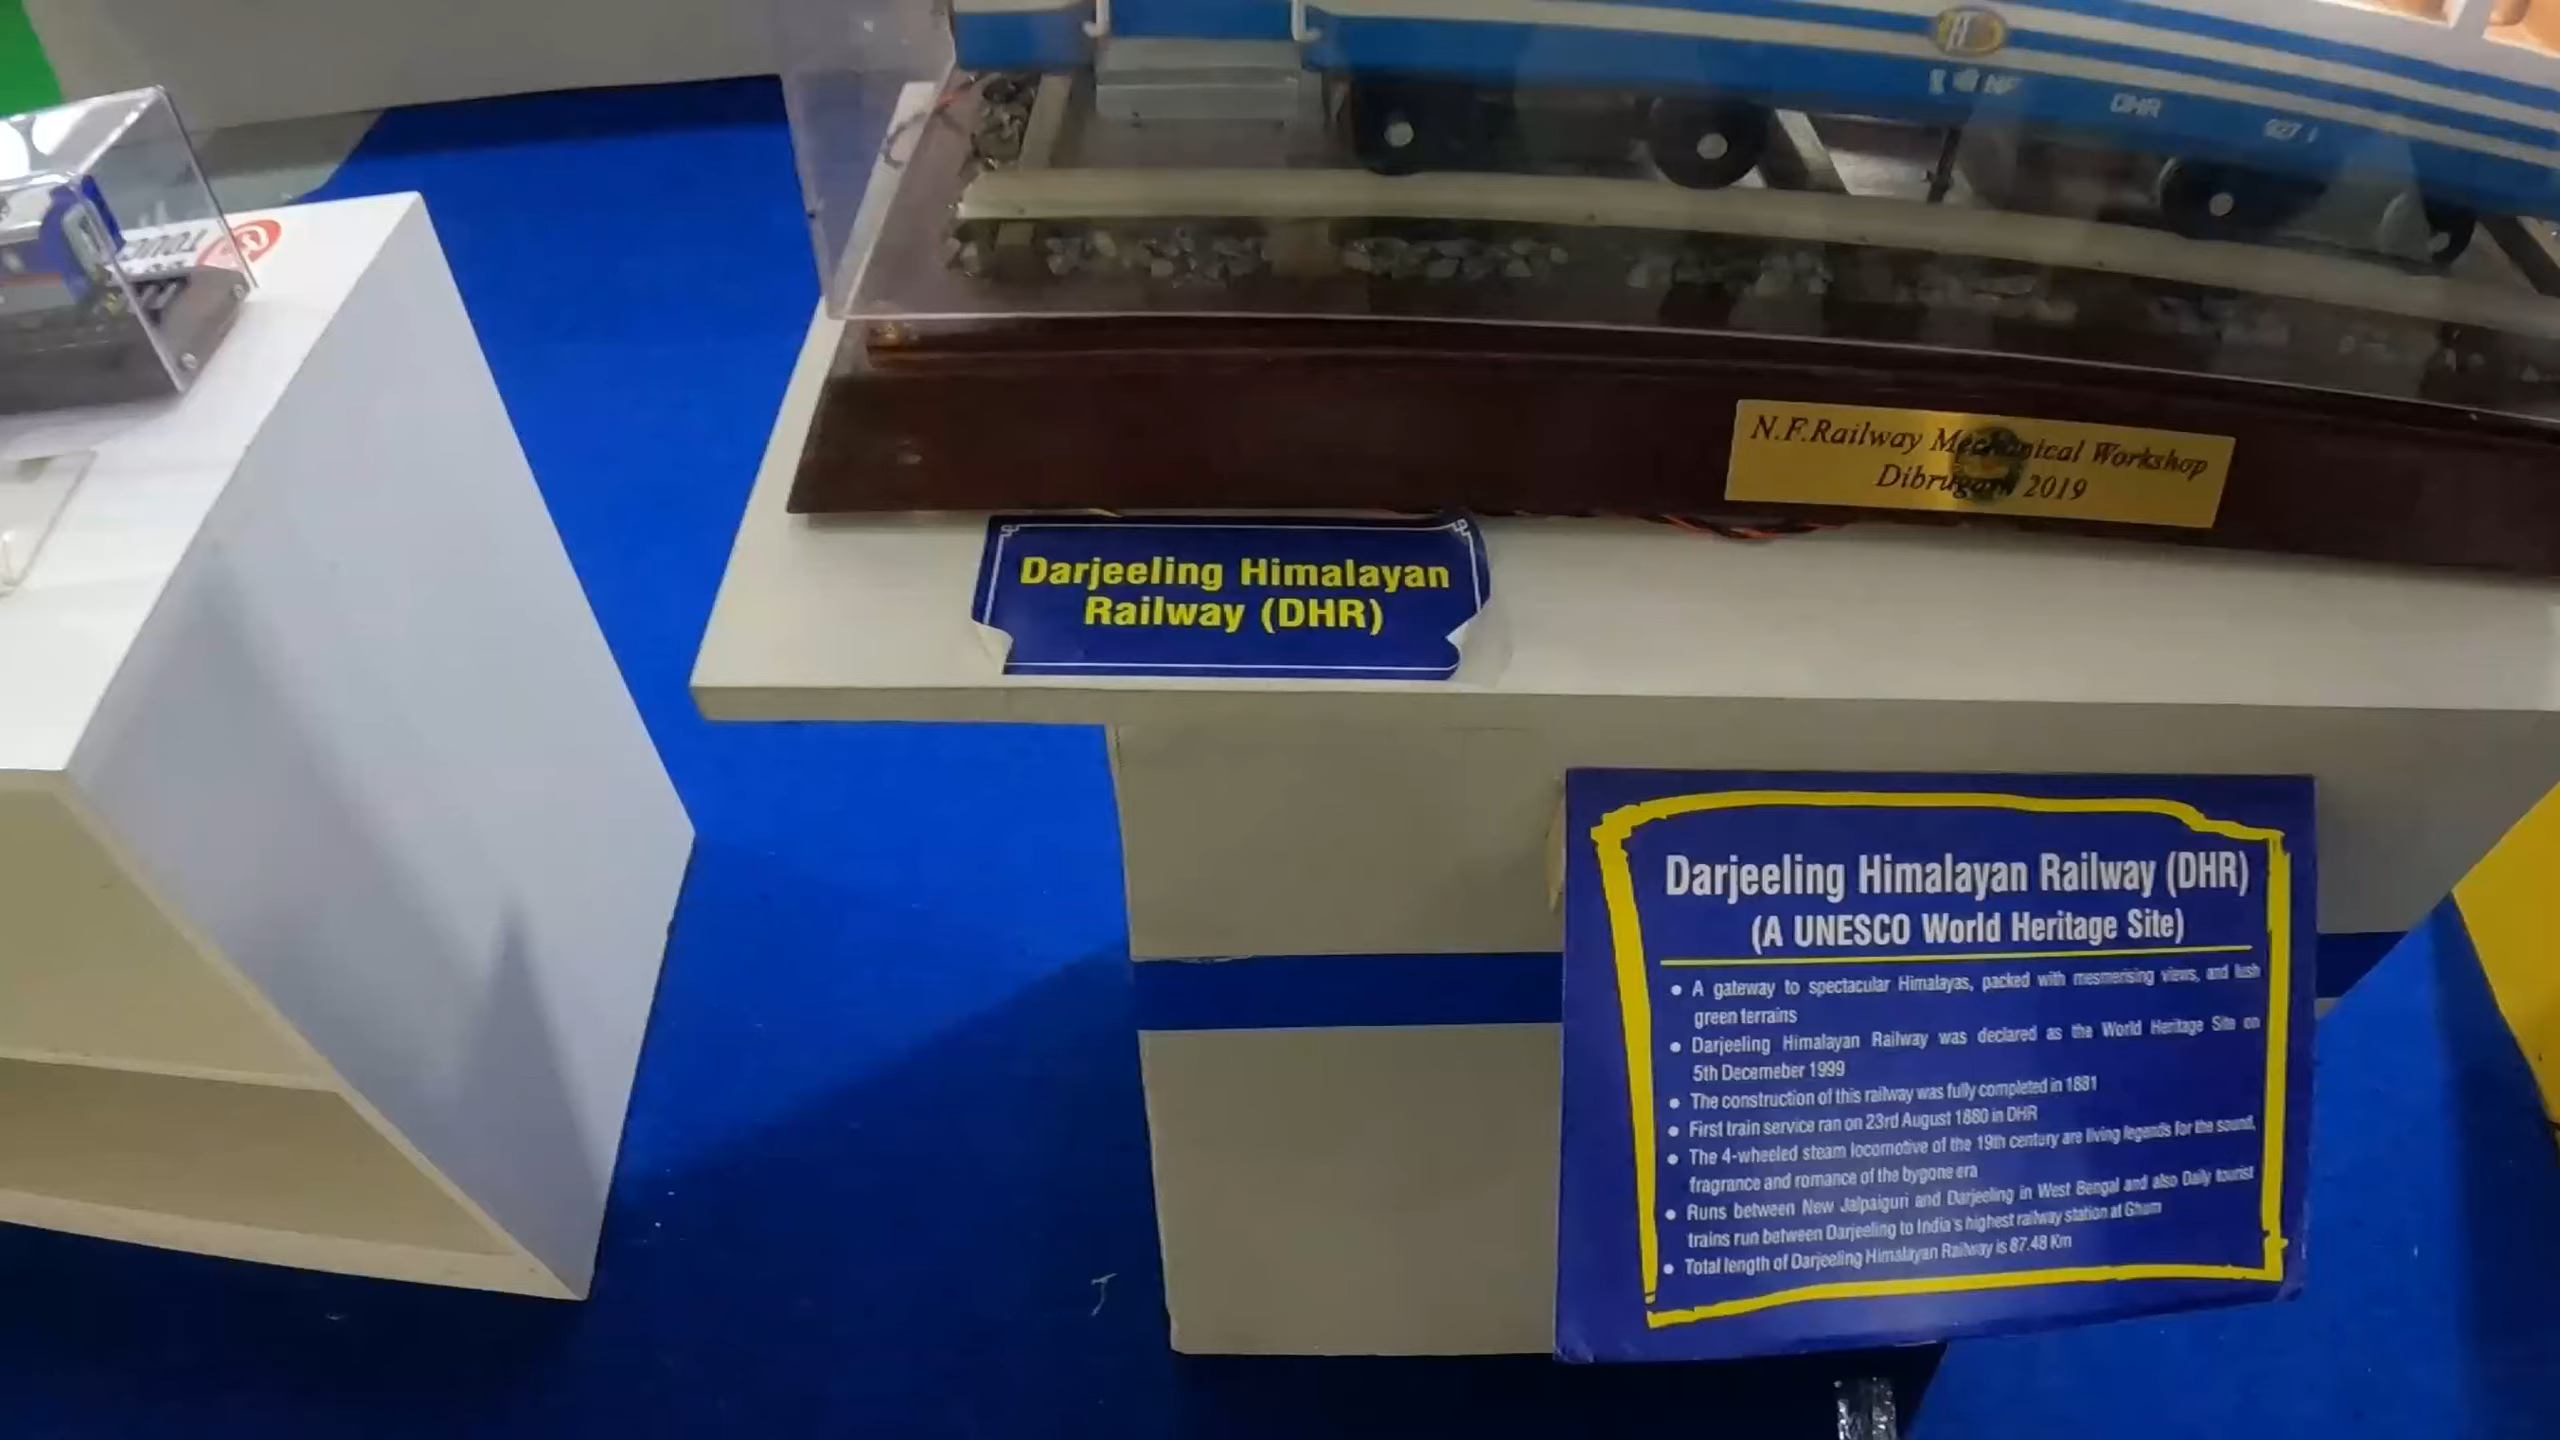 NF
DHR
927
TOUCH
N.F.Railway Mechanical Workshop
Dibrugarh 2019
Darjeeling Himalayan
Railway (DHR)
Darjeeling Himalayan Railway (DHR)
(A UNESCO World Heritage Site)
• A gateway to spectacular Himalayas, packed with mesmerising views, and lush
green terrains
• Darjeeling Himalayan Railway was declared as the World Heritage Site on
5th Decemeber 1999
• The construction of this railway was fully completed in 1881
• First train service ran on 23rd August 1880 in DHR
• The 4-wheeled steam locomotive of the 19th century are living legends for the sound,
fragrance and romance of the bygone era
• Runs between New Jalpaiguri and Darjeeling in West Bengal and also Daily tourist
trains run between Darjeeling to India's highest railway station at Ghum
• Total length of Darjeeling Himalayan Railway is 87.48 Km